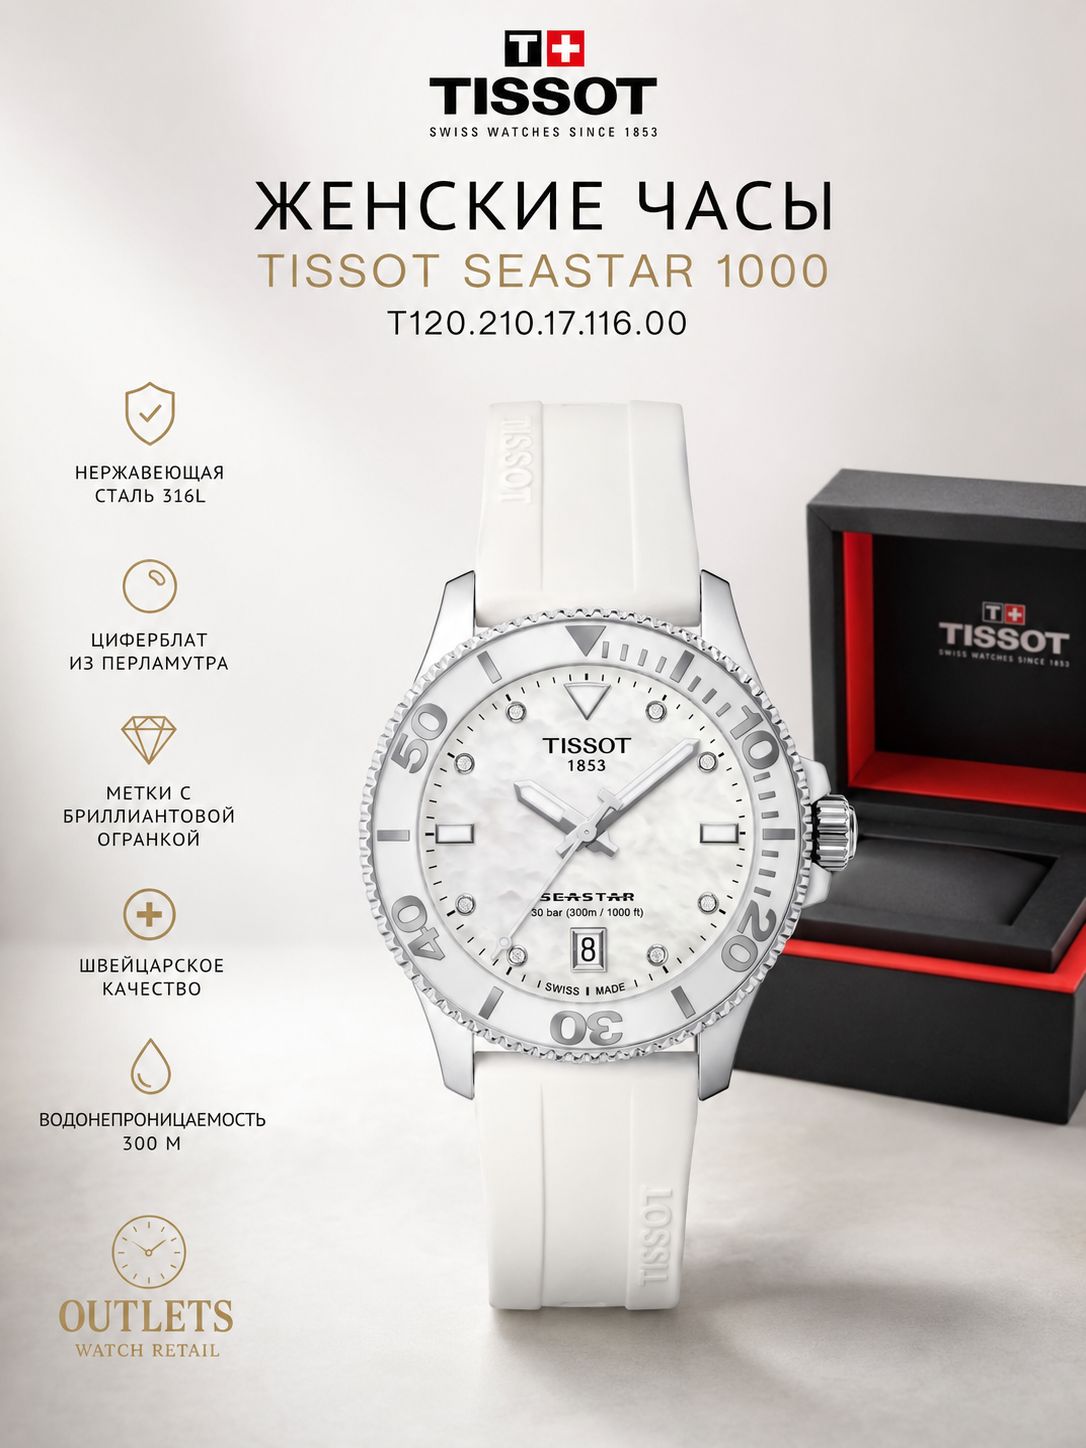 T+
TISSOT
SWISS WATCHES SINCE 1853
ЖЕНСКИЕ ЧАСЫ
TISSOT SEASTAR 1000
T120.210.17.116.00
НЕРЖАВЕЮЩАЯ
СТАЛЬ 316L
ЦИФЕРБЛАТ
ИЗ ПЕРЛАМУТРА
МЕТКИ С
БРИЛЛИАНТОВОЙ
ОГРАНКОЙ
ШВЕЙЦАРСКОЕ
КАЧЕСТВО
ВОДОНЕПРОНИЦАЕМОСТЬ
300 М
OUTLETS
WATCH RETAIL
TISSOT
10
20
30
40
50
TISSOT
1853
SEASTAR
30 bar (300m / 1000 ft)
8
SWISS MADE
TISSOT
T+
TISSOT
SWISS WATCHES SINCE 1853